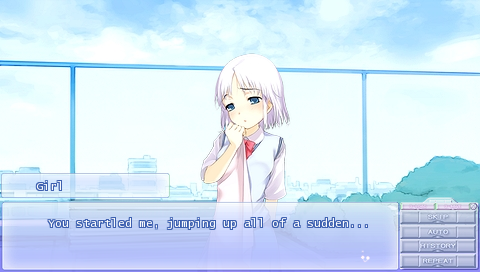 Girl
You startled me, jumping up all of a sudden...
SKIP
AUTO
HISTORY
REPEAT